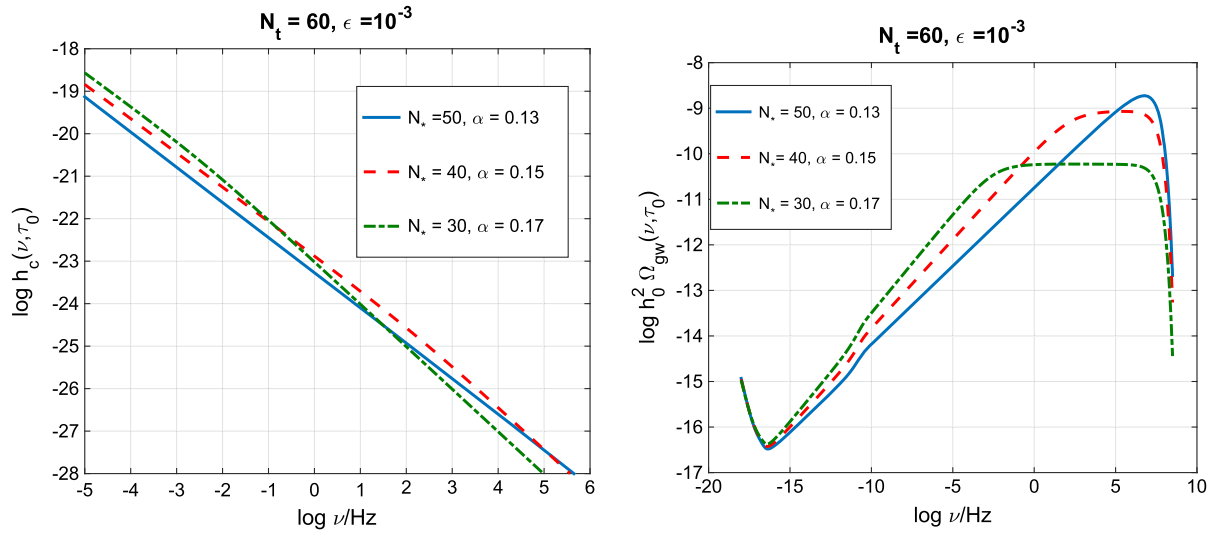 N_t = 60, ϵ =10^-3
log h_c(ν,τ_0)
-18
-19
-20
-21
-22
-23
-24
-25
-26
-27
-28
N_⋆ =50, α = 0.13
N_⋆ = 40, α = 0.15
N_⋆ = 30, α = 0.17
-5 -4 -3 -2 -1 0 1 2 3 4 5 6
log ν/Hz
N_t =60, ϵ =10^-3
log h_0^2 Ω_gw(ν,τ_0)
-8
-9
-10
-11
-12
-13
-14
-15
-16
-17
N_⋆ = 50, α = 0.13
N_⋆= 40, α = 0.15
N_⋆ = 30, α = 0.17
-20 -15 -10 -5 0 5 10
log ν/Hz